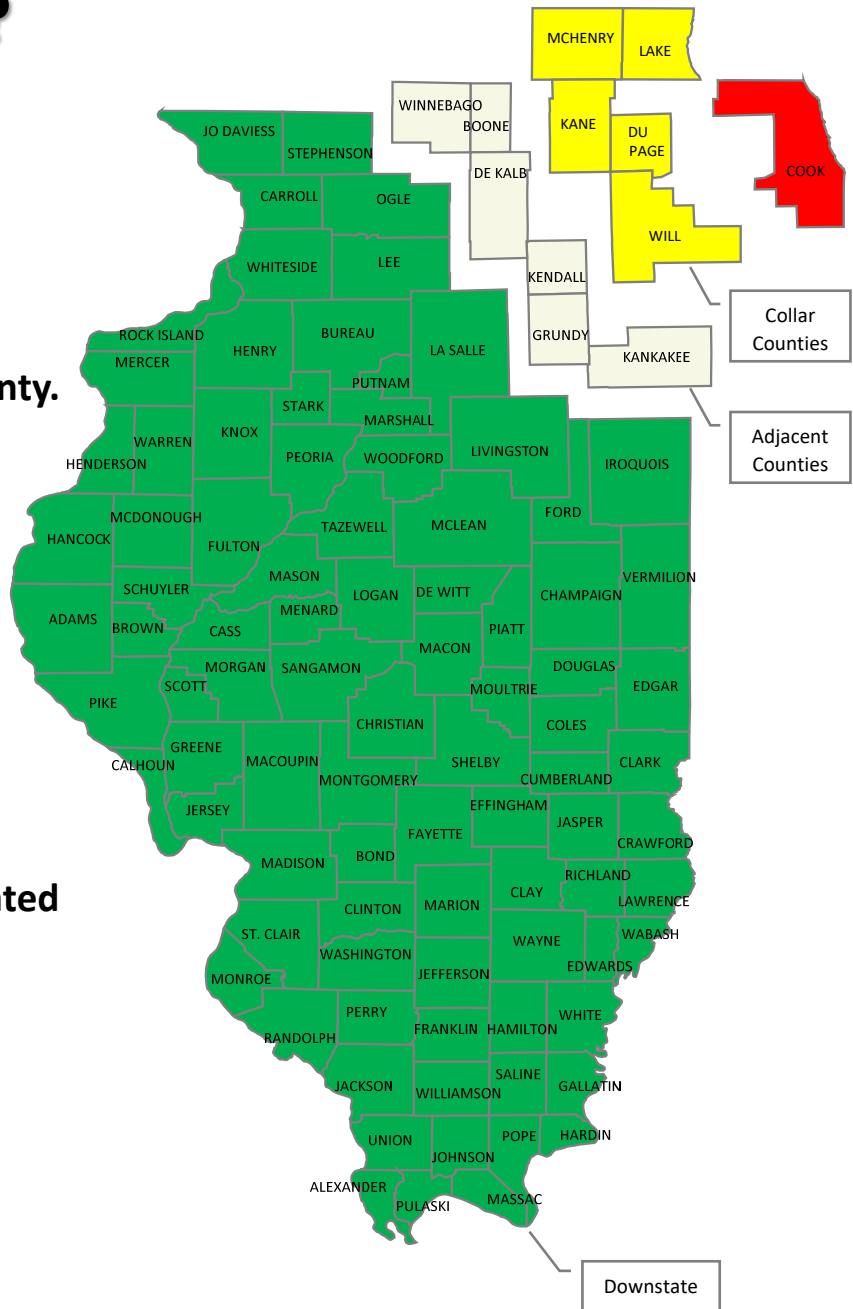 MCHENRY
LAKE
WINNEBAGO
BOONE
KANE
DU
PAGE
COOK
JO DAVIESS
STEPHENSON
DE KALB
CARROLL
OGLE
WILL
WHITESIDE
LEE
KENDALL
Collar
Counties
ROCK ISLAND
BUREAU
GRUNDY
HENRY
LA SALLE
KANKAKEE
MERCER
PUTNAM
nty.
STARK
MARSHALL
Adjacent
Counties
KNOX
WARREN
PEORIA
WOODFORD
LIVINGSTON
HENDERSON
IROQUOIS
MCDONOUGH
FORD
HANCOCK
TAZEWELL
MCLEAN
FULTON
MASON
VERMILION
SCHUYLER
LOGAN
DE WITT
CHAMPAIGN
MENARD
ADAMS
BROWN
CASS
PIATT
MACON
MORGAN
SANGAMON
DOUGLAS
SCOTT
MOULTRIE
EDGAR
PIKE
CHRISTIAN
COLES
GREENE
CALHOUN
MACOUPIN
SHELBY
CLARK
MONTGOMERY
CUMBERLAND
JERSEY
EFFINGHAM
JASPER
FAYETTE
CRAWFORD
MADISON
BOND
RICHLAND
CLAY
LAWRENCE
ted
CLINTON
MARION
ST. CLAIR
WAYNE
WABASH
WASHINGTON
EDWARDS
MONROE
JEFFERSON
PERRY
WHITE
RANDOLPH
FRANKLIN
HAMILTON
SALINE
JACKSON
WILLIAMSON
GALLATIN
UNION
POPE
HARDIN
JOHNSON
ALEXANDER
PULASKI
MASSAC
Downstate